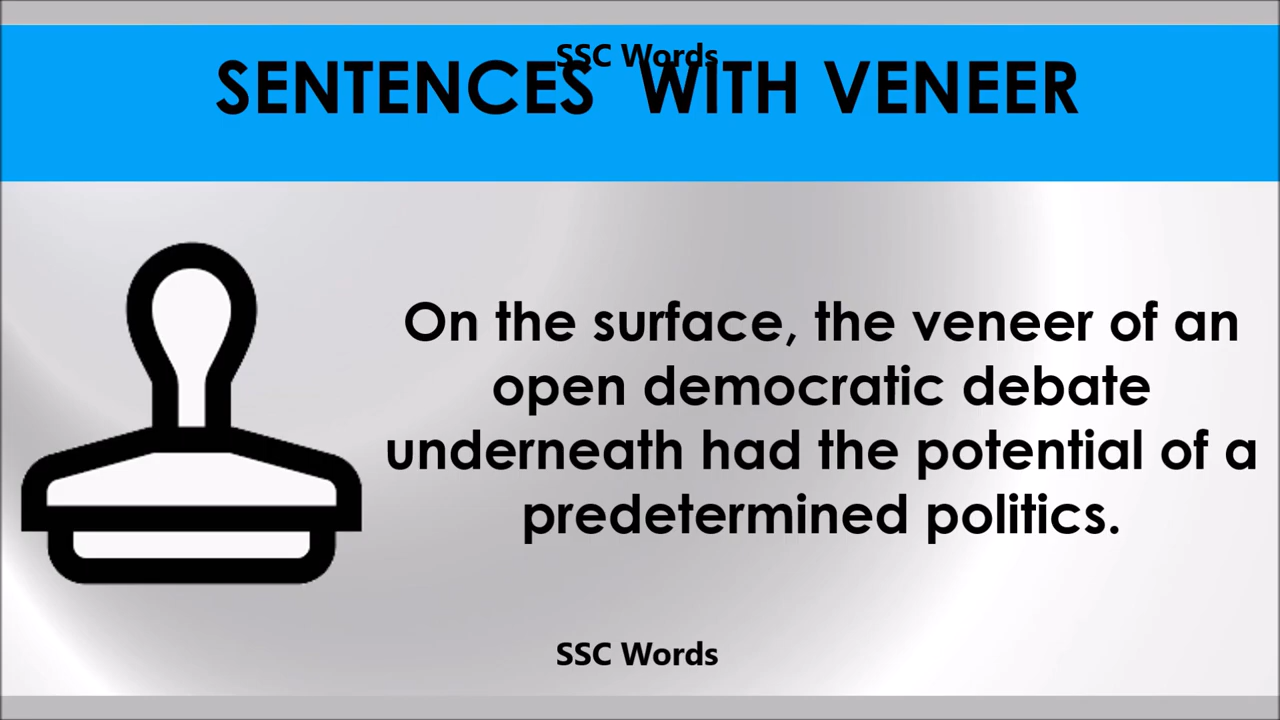 SSC Words
SENTENCES WITH VENEER
On the surface, the veneer of an
open democratic debate
underneath had the potential of a
predetermined politics.
SSC Words